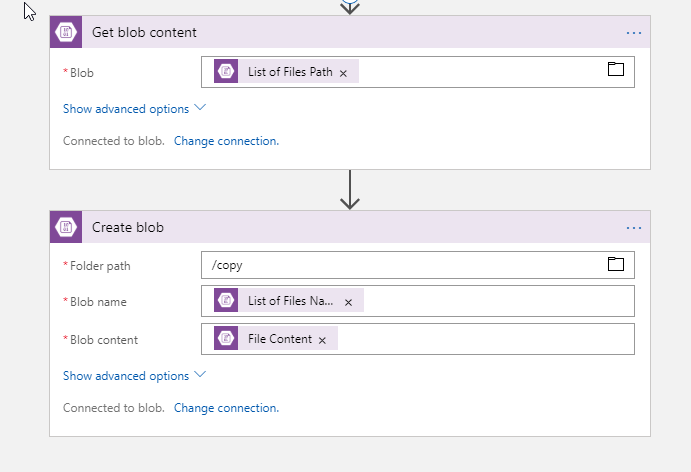 Get blob content
...
* Blob
List of Files Path ×
Show advanced options
Connected to blob. Change connection.
Create blob
...
* Folder path
/copy
* Blob name
List of Files Na... ×
* Blob content
File Content ×
Show advanced options
Connected to blob. Change connection.